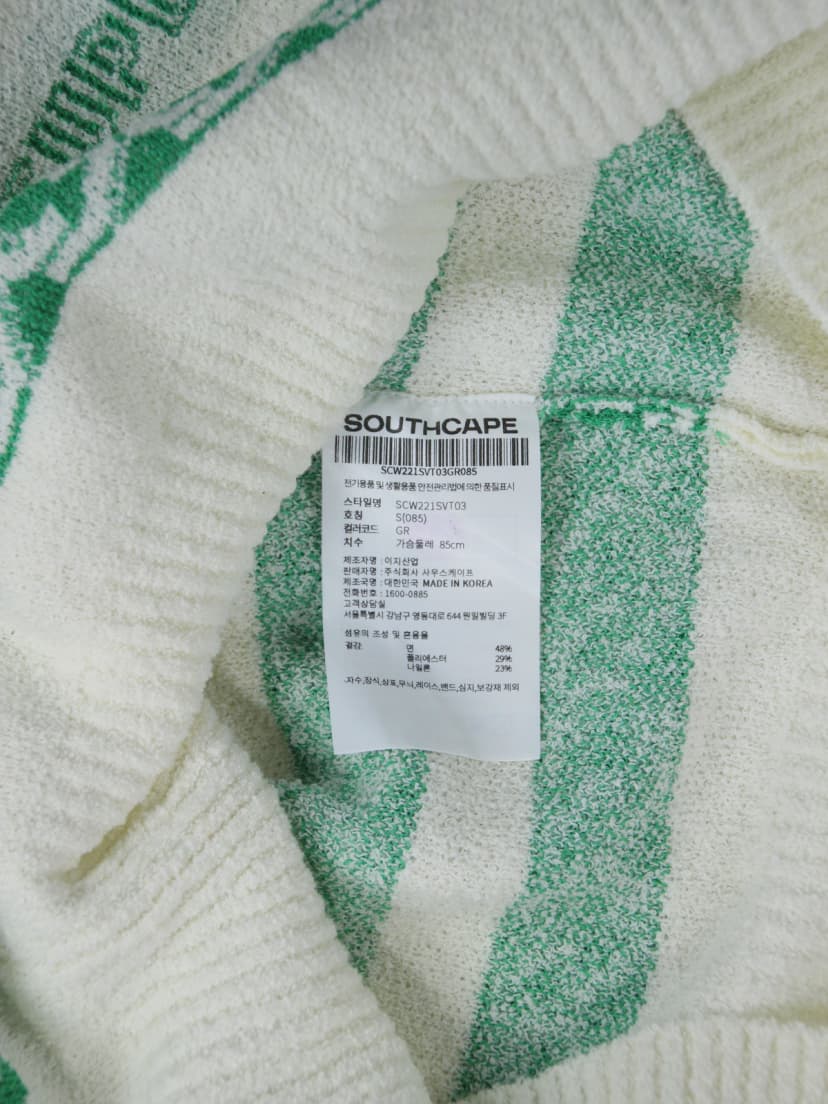 SOUTHCAPE
SCW221SVT03GR085
전기용품 및 생활용품 안전관리법에 의한 품질표시
스타일명 SCW221SVT03
호칭 S(085)
컬러코드 GR
치수 가슴둘레 85cm
제조자명 : 이지산업
판매자명 : 주식회사 사우스케이프
제조국명 : 대한민국 MADE IN KOREA
전화번호 : 1600-0885
고객상담실
서울특별시 강남구 영동대로 644 원일빌딩 3F
섬유의 조성 및 혼용율
겉감: 면 48%
폴리에스터 29%
나일론 23%
.자수,장식,상표,무늬,레이스,밴드,심지,보강재 제외